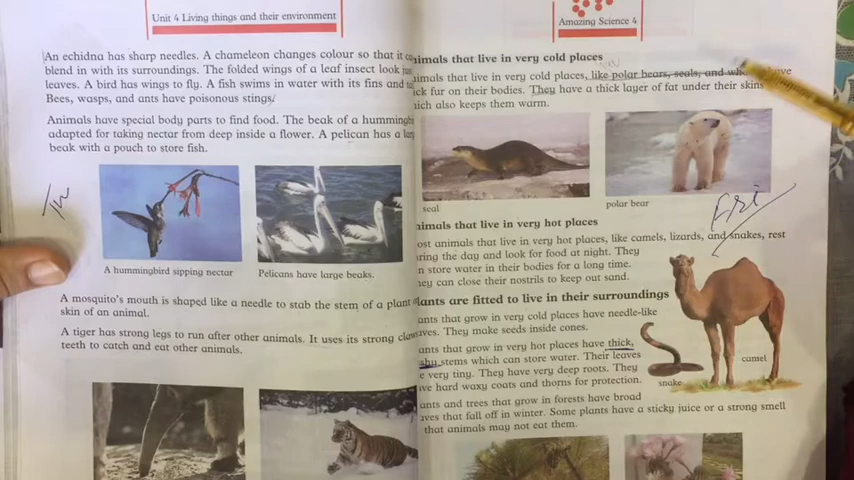 Unit 4 Living things and their environment
An echidna has sharp needles. A chameleon changes colour so that it
blend in with its surroundings. The folded wings of a leaf insect look
leaves. A bird has wings to fly. A fish swims in water with its fins and
Bees, wasps, and ants have poisonous stings.
Animals have special body parts to find food. The beak of a
adapted for taking nectar from deep inside a flower. A pelican has a
beak with a pouch to store fish.
A hummingbird sipping nectar
Pelicans have large beaks.
A mosquito's mouth is shaped like a needle to stab the stem of a plant
skin of an animal.
A tiger has strong legs to run after other animals. It uses its strong
teeth to catch and eat other animals.
Amazing Science 4
nimals that live in very cold places
nimals that live in very cold places, like polar bears, seals, and
ck fur on their bodies. They have a thick layer of fat under their skins
ich also keeps them warm.
seal
polar bear
Fri
nimals that live in very hot places
ost animals that live in very hot places, like camels, lizards, and snakes, rest
ring the day and look for food at night. They
n store water in their bodies for a long time.
ey can close their nostrils to keep out sand.
lants are fitted to live in their surroundings
ants that grow in very cold places have needle-like
aves. They make seeds inside cones.
ants that grow in very hot places have thick,
shy stems which can store water. Their leaves
e very tiny. They have very deep roots. They
ve hard waxy coats and thorns for protection.
snake
camel
ants and trees that grow in forests have broad
aves that fall off in winter. Some plants have a sticky juice or a strong smell
that animals may not eat them.